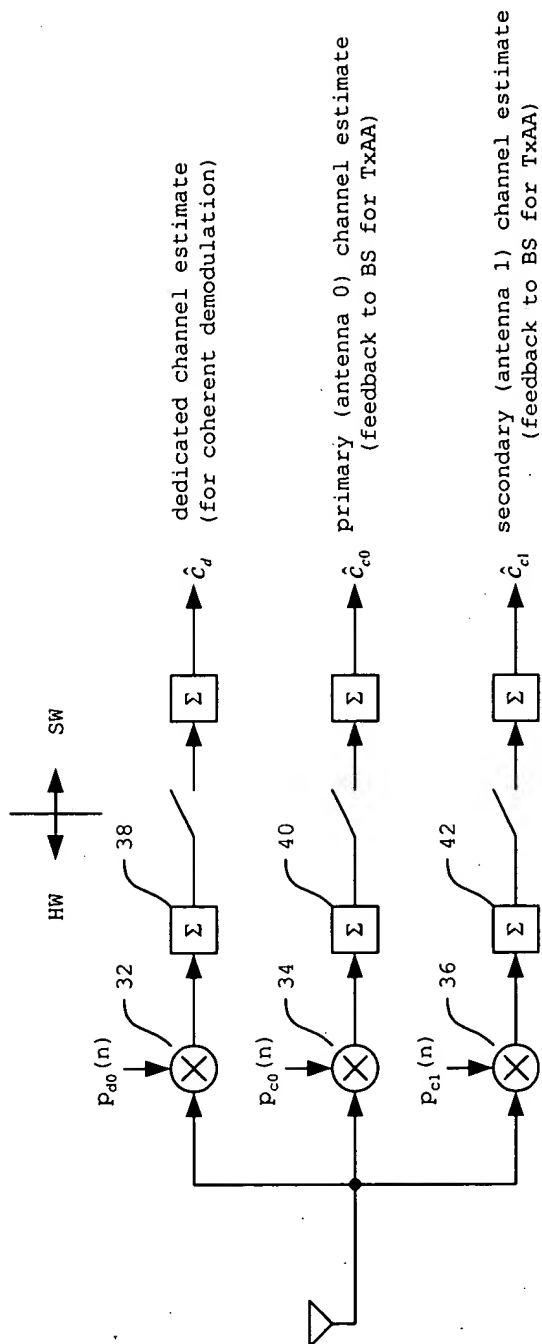 HW
SW
p_d0(n)
32
38
Σ
Σ
ĉ_d
dedicated channel estimate
(for coherent demodulation)
p_c0(n)
34
40
Σ
Σ
ĉ_c0
primary (antenna 0) channel estimate
(feedback to BS for TxAA)
p_c1(n)
36
42
Σ
Σ
ĉ_c1
secondary (antenna 1) channel estimate
(feedback to BS for TxAA)